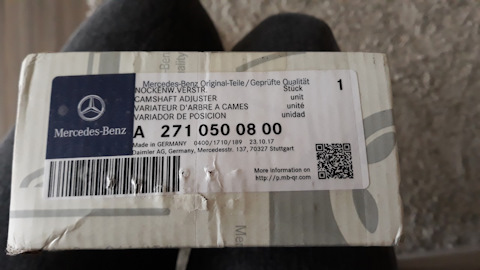 Mercedes-Benz Original-Teile / Geprüfte Qualität
NOCKENW.VERSTR. Stück 1
CAMSHAFT ADJUSTER unit
VARIATEUR D'ARBRE A CAMES unité
VARIADOR DE POSICION unidad
Mercedes-Benz
A 271 050 08 00
Made in GERMANY 0400/1710/189 23.10.17
Daimler AG, Germany, Mercedesstr. 137, 70327 Stuttgart
More information on
http://p.mb-qr.com